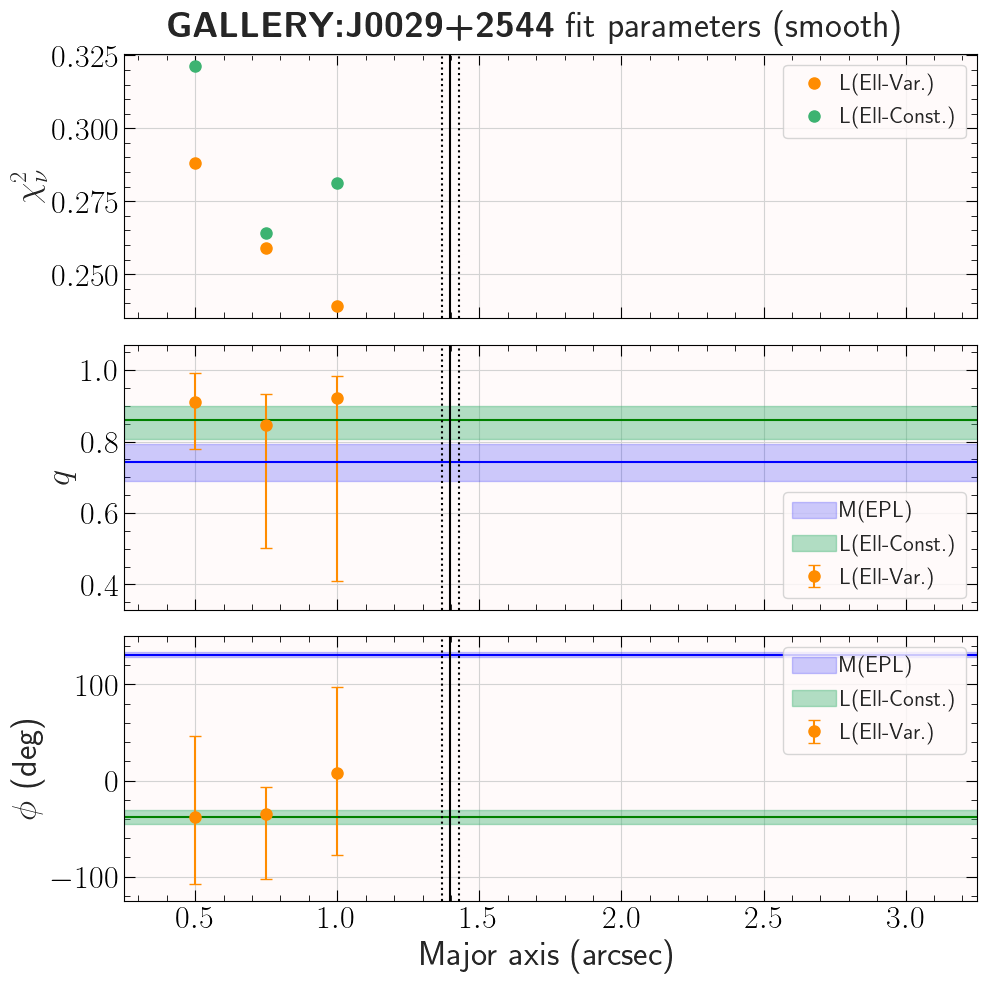 GALLERY:J0029+2544 fit parameters (smooth)
0.325
0.300
0.275
0.250
χ²ᵥ
L(Ell-Var.)
L(Ell-Const.)
1.0
0.8
0.6
0.4
q
M(EPL)
L(Ell-Const.)
L(Ell-Var.)
100
0
−100
ϕ (deg)
M(EPL)
L(Ell-Const.)
L(Ell-Var.)
0.5 1.0 1.5 2.0 2.5 3.0
Major axis (arcsec)